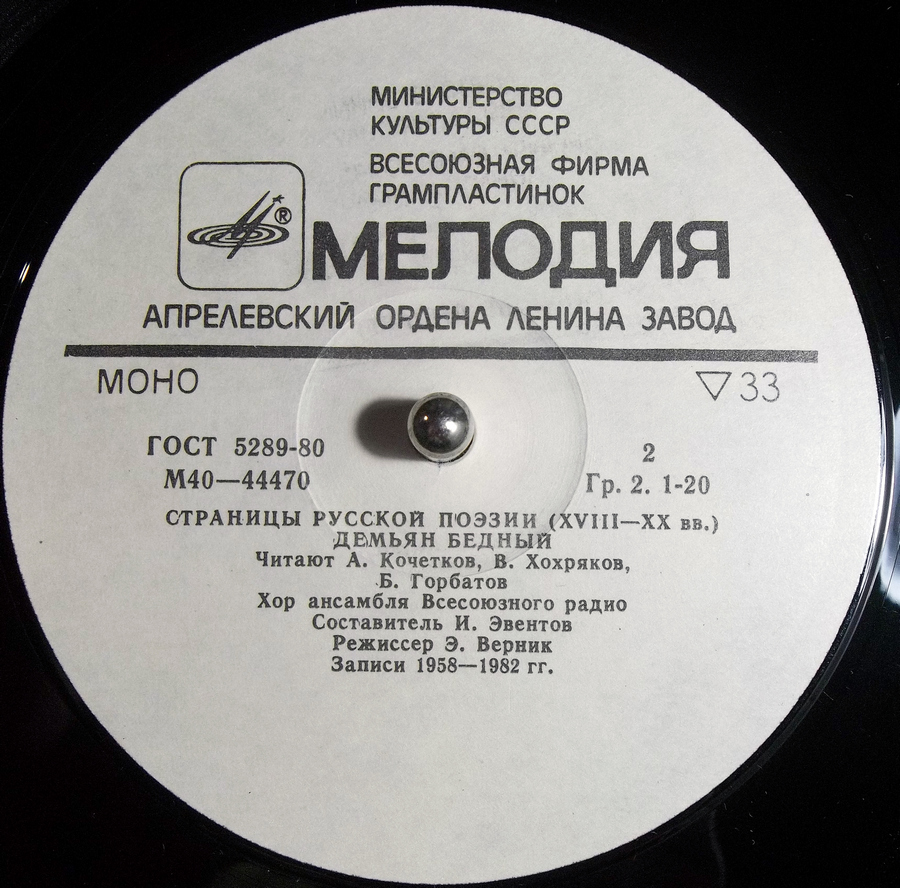 МИНИСТЕРСТВО
КУЛЬТУРЫ СССР
ВСЕСОЮЗНАЯ ФИРМА
ГРАМПЛАСТИНОК
®
МЕЛОДИЯ
АПРЕЛЕВСКИЙ ОРДЕНА ЛЕНИНА ЗАВОД
МОНО ▽33
ГОСТ 5289-80 2
М40—44470 Гр. 2. 1-20
СТРАНИЦЫ РУССКОЙ ПОЭЗИИ (XVIII—XX вв.)
ДЕМЬЯН БЕДНЫЙ
Читают А. Кочетков, В. Хохряков,
Б. Горбатов
Хор ансамбля Всесоюзного радио
Составитель И. Эвентов
Режиссер Э. Верник
Записи 1958—1982 гг.